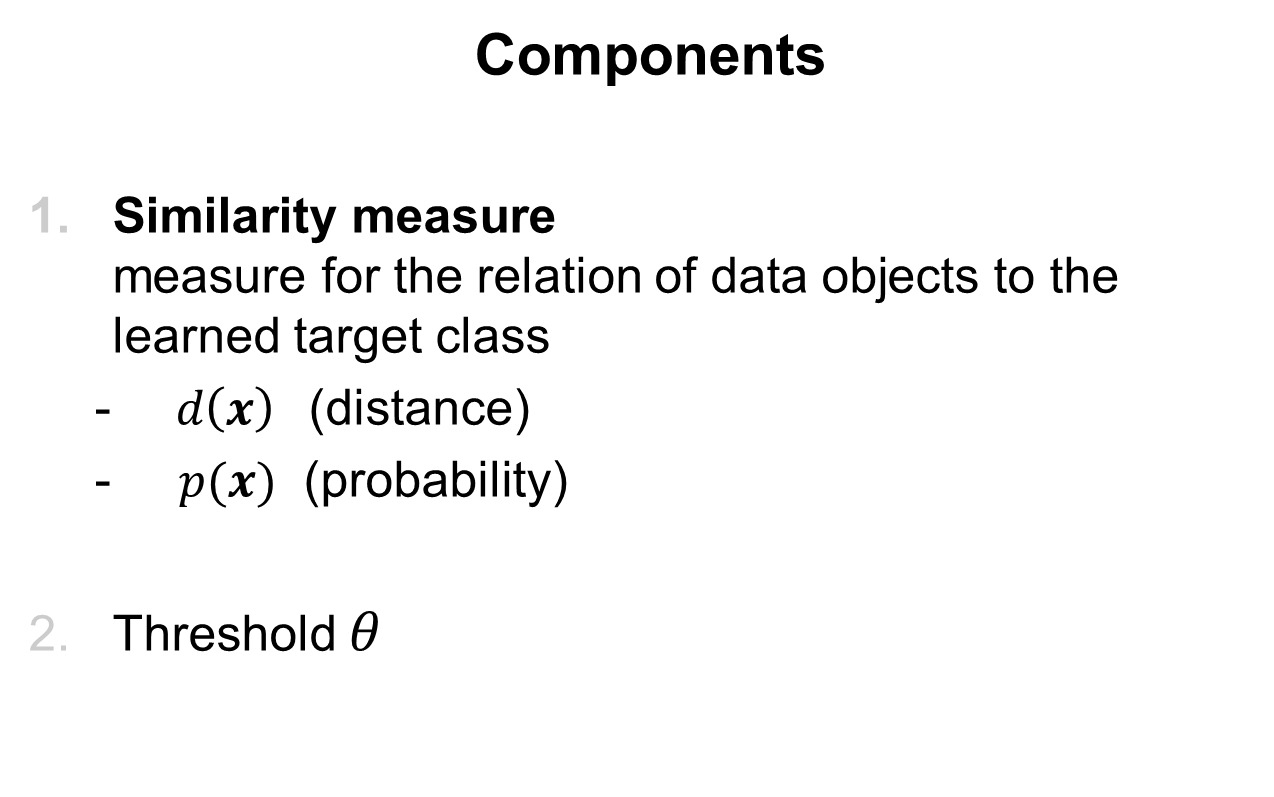 Components
1. Similarity measure
measure for the relation of data objects to the
learned target class
- d(x) (distance)
- p(x) (probability)
2. Threshold θ